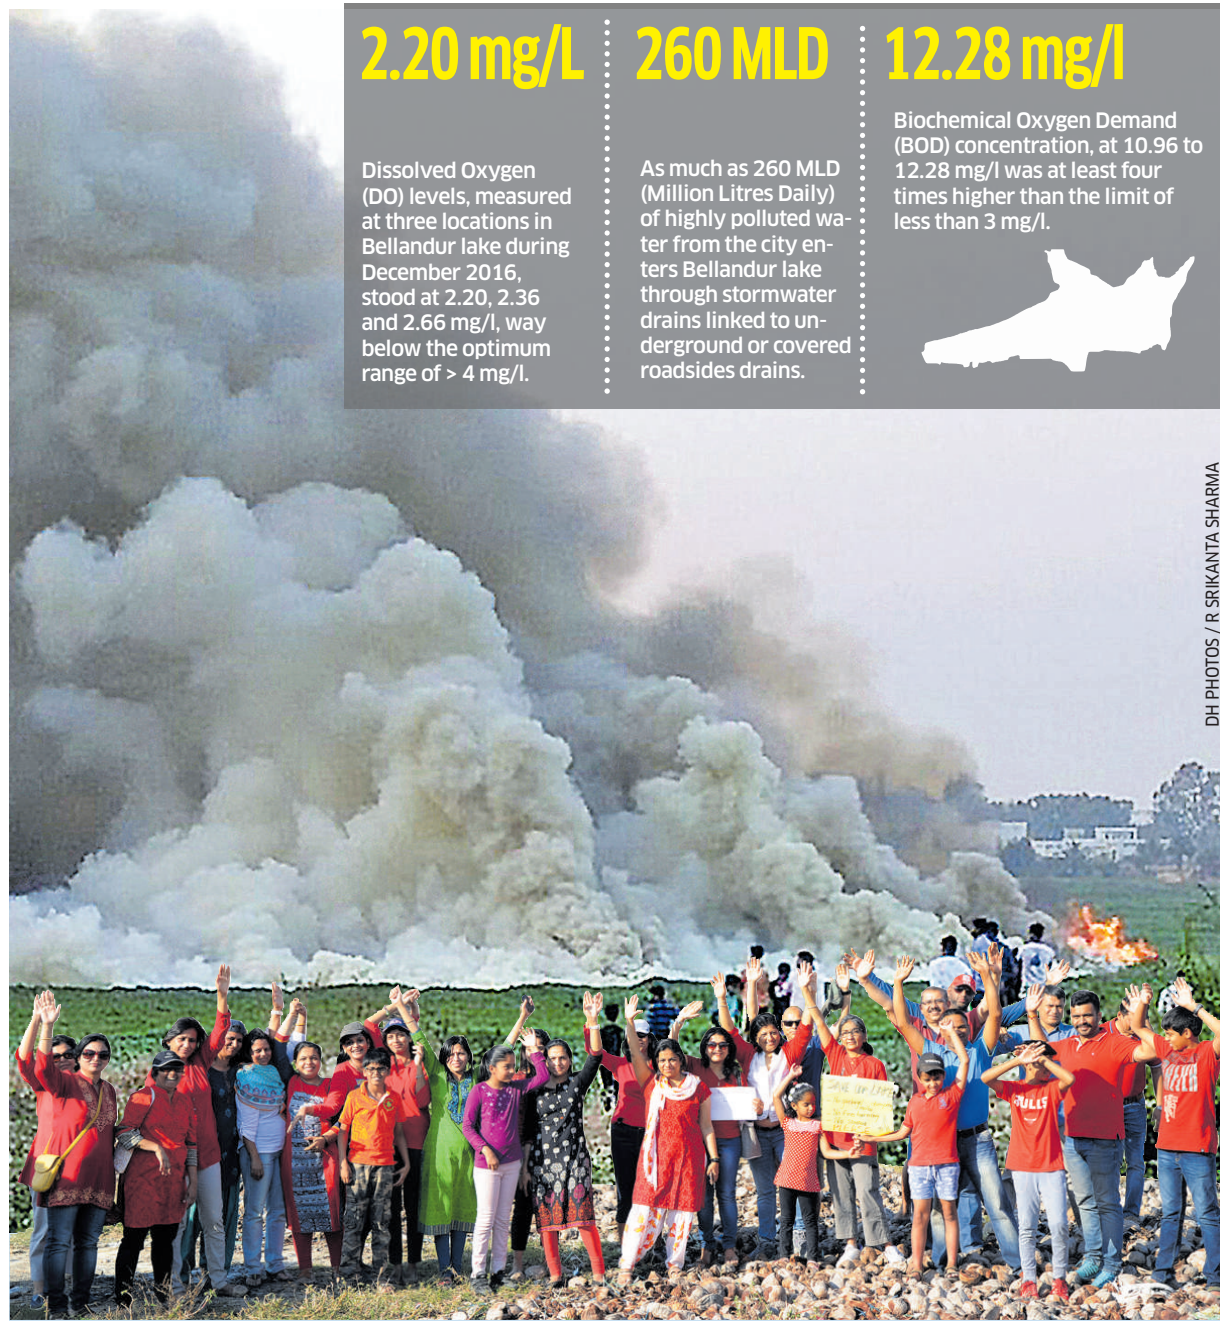 2.20 mg/L
Dissolved Oxygen
(DO) levels, measured
at three locations in
Bellandur lake during
December 2016,
stood at 2.20, 2.36
and 2.66 mg/l, way
below the optimum
range of > 4 mg/l.
260 MLD
As much as 260 MLD
(Million Litres Daily)
of highly polluted wa-
ter from the city en-
ters Bellandur lake
through stormwater
drains linked to un-
derground or covered
roadsides drains.
12.28 mg/l
Biochemical Oxygen Demand
(BOD) concentration, at 10.96 to
12.28 mg/l was at least four
times higher than the limit of
less than 3 mg/l.
DH PHOTOS / R SRIKANTA SHARMA